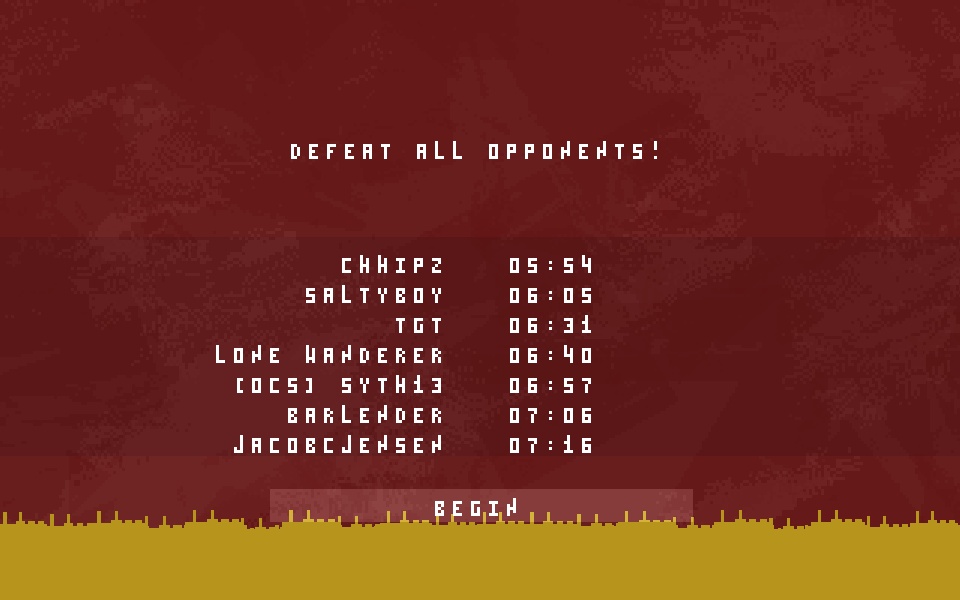 DEFEAT ALL OPPONENTS!
CHHIPZ 05:54
SALTYBOY 06:05
TGT 06:31
LONE WANDERER 06:40
[OCS] SYTH13 06:57
BARLENDER 07:06
JACOBCJENSEN 07:16
BEGIN